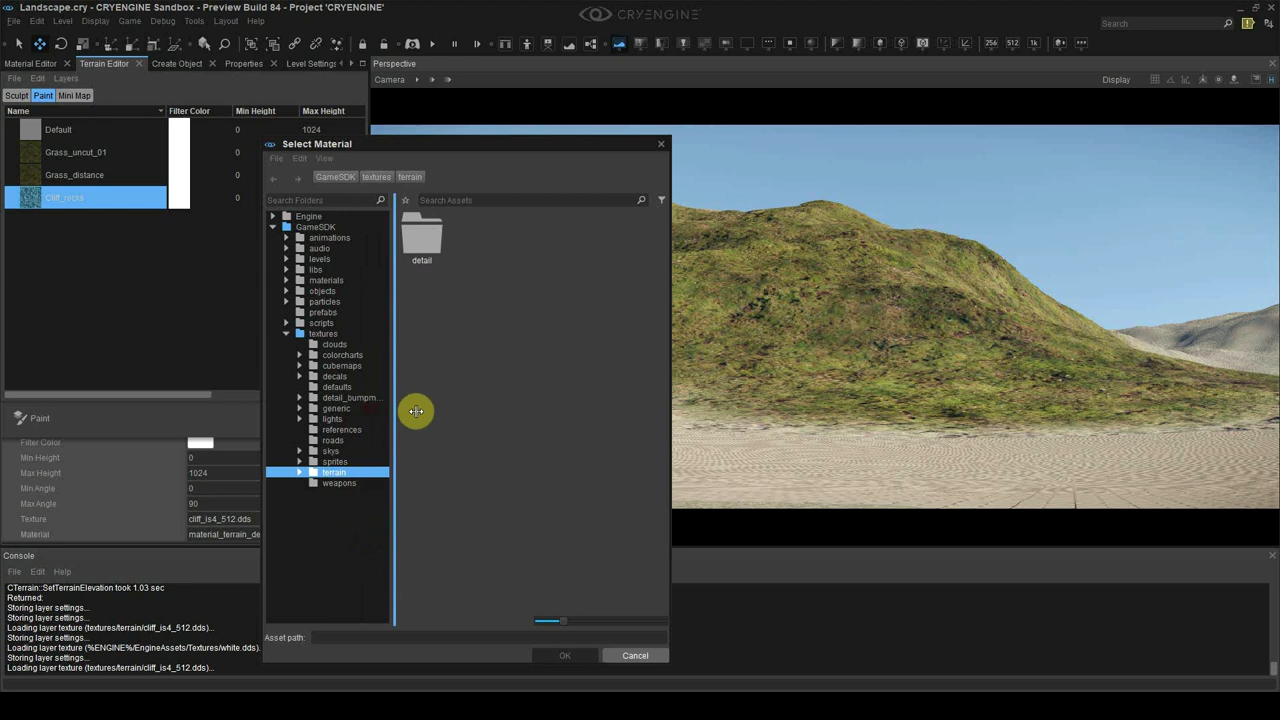 Landscape.cry - CRYENGINE Sandbox - Preview Build 84 - Project 'CRYENGINE'
CRYENGINE
File Edit Level Display Game Debug Tools Layout Help
Search
256 512 1k
Material Editor Terrain Editor Create Object Properties Level Settings
Perspective
File Edit Layers
Camera
Display
Sculpt Paint Mini Map
Name Filter Color Min Height Max Height
Default 0 1024
Grass_uncut_01 0
Grass_distance 0
Cliff_rocks 0
Select Material
File Edit View
GameSDK textures terrain
Search Folders
Search Assets
Engine
GameSDK
animations
audio
levels
libs
materials
objects
particles
prefabs
scripts
textures
clouds
colorcharts
cubemaps
decals
defaults
detail_bumpm...
generic
lights
references
roads
skys
sprites
terrain
weapons
detail
Asset path:
OK Cancel
Paint
Filter Color
Min Height 0
Max Height 1024
Min Angle 0
Max Angle 90
Texture cliff_is4_512.dds
Material material_terrain_de
Console
File Edit Help
CTerrain::SetTerrainElevation took 1.03 sec
Returned:
Storing layer settings...
Storing layer settings...
Loading layer texture (textures/terrain/cliff_is4_512.dds)...
Storing layer settings...
Loading layer texture (%ENGINE%/EngineAssets/Textures/white.dds)...
Storing layer settings...
Loading layer texture (textures/terrain/cliff_is4_512.dds)...